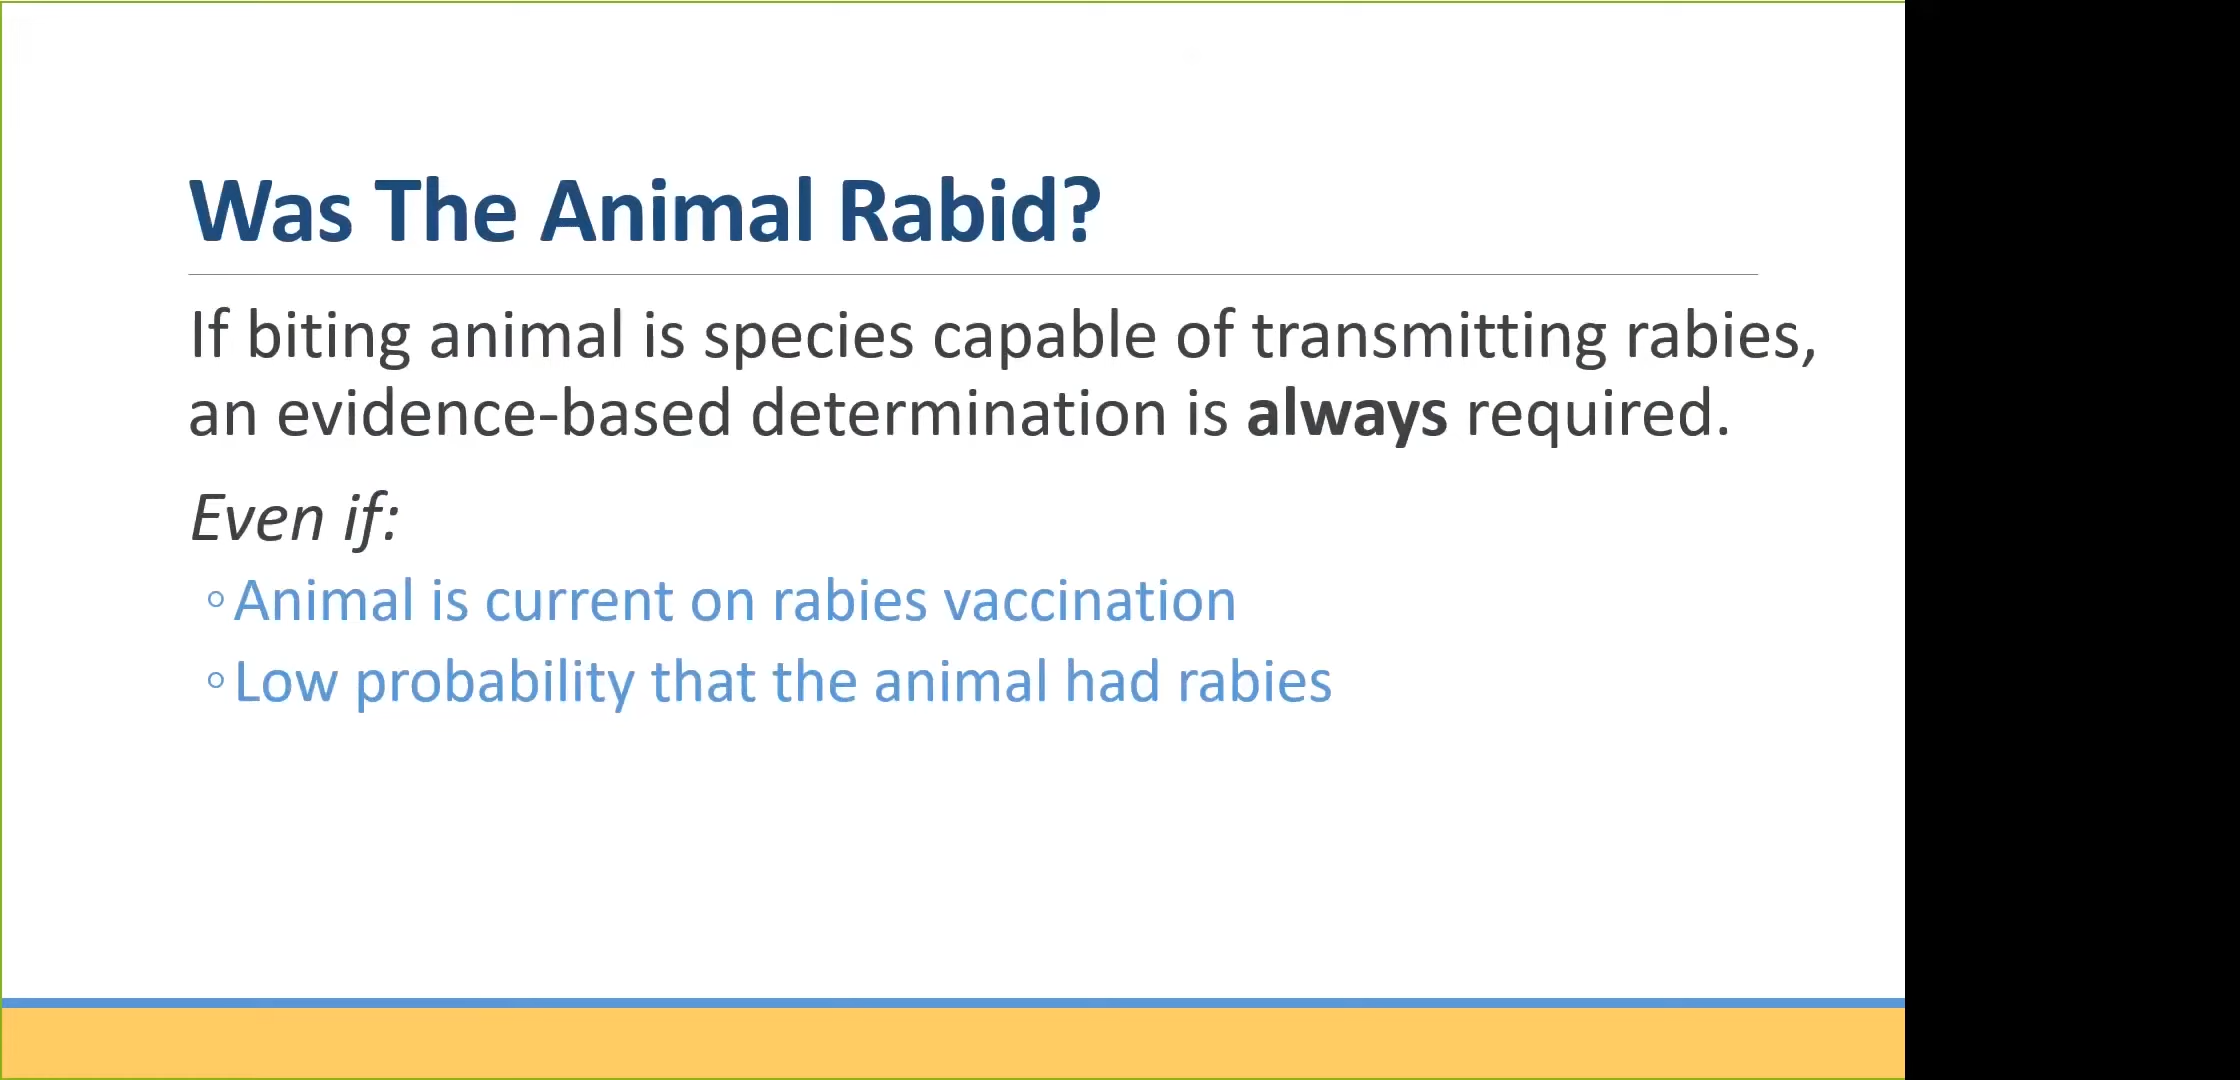 Was The Animal Rabid?
If biting animal is species capable of transmitting rabies,
an evidence-based determination is always required.
Even if:
◦Animal is current on rabies vaccination
◦Low probability that the animal had rabies